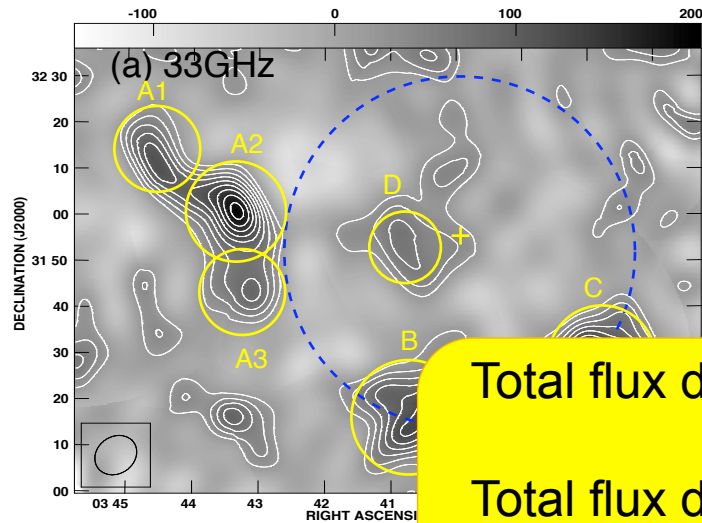 -100 0 100 200
(a) 33GHz
A1
A2
A3
D
B
C
32 30
20
10
00
31 50
40
30
20
10
00
DECLINATION (J2000)
03 45 44 43 42 41
RIGHT ASCENSI
Total flux d
Total flux d